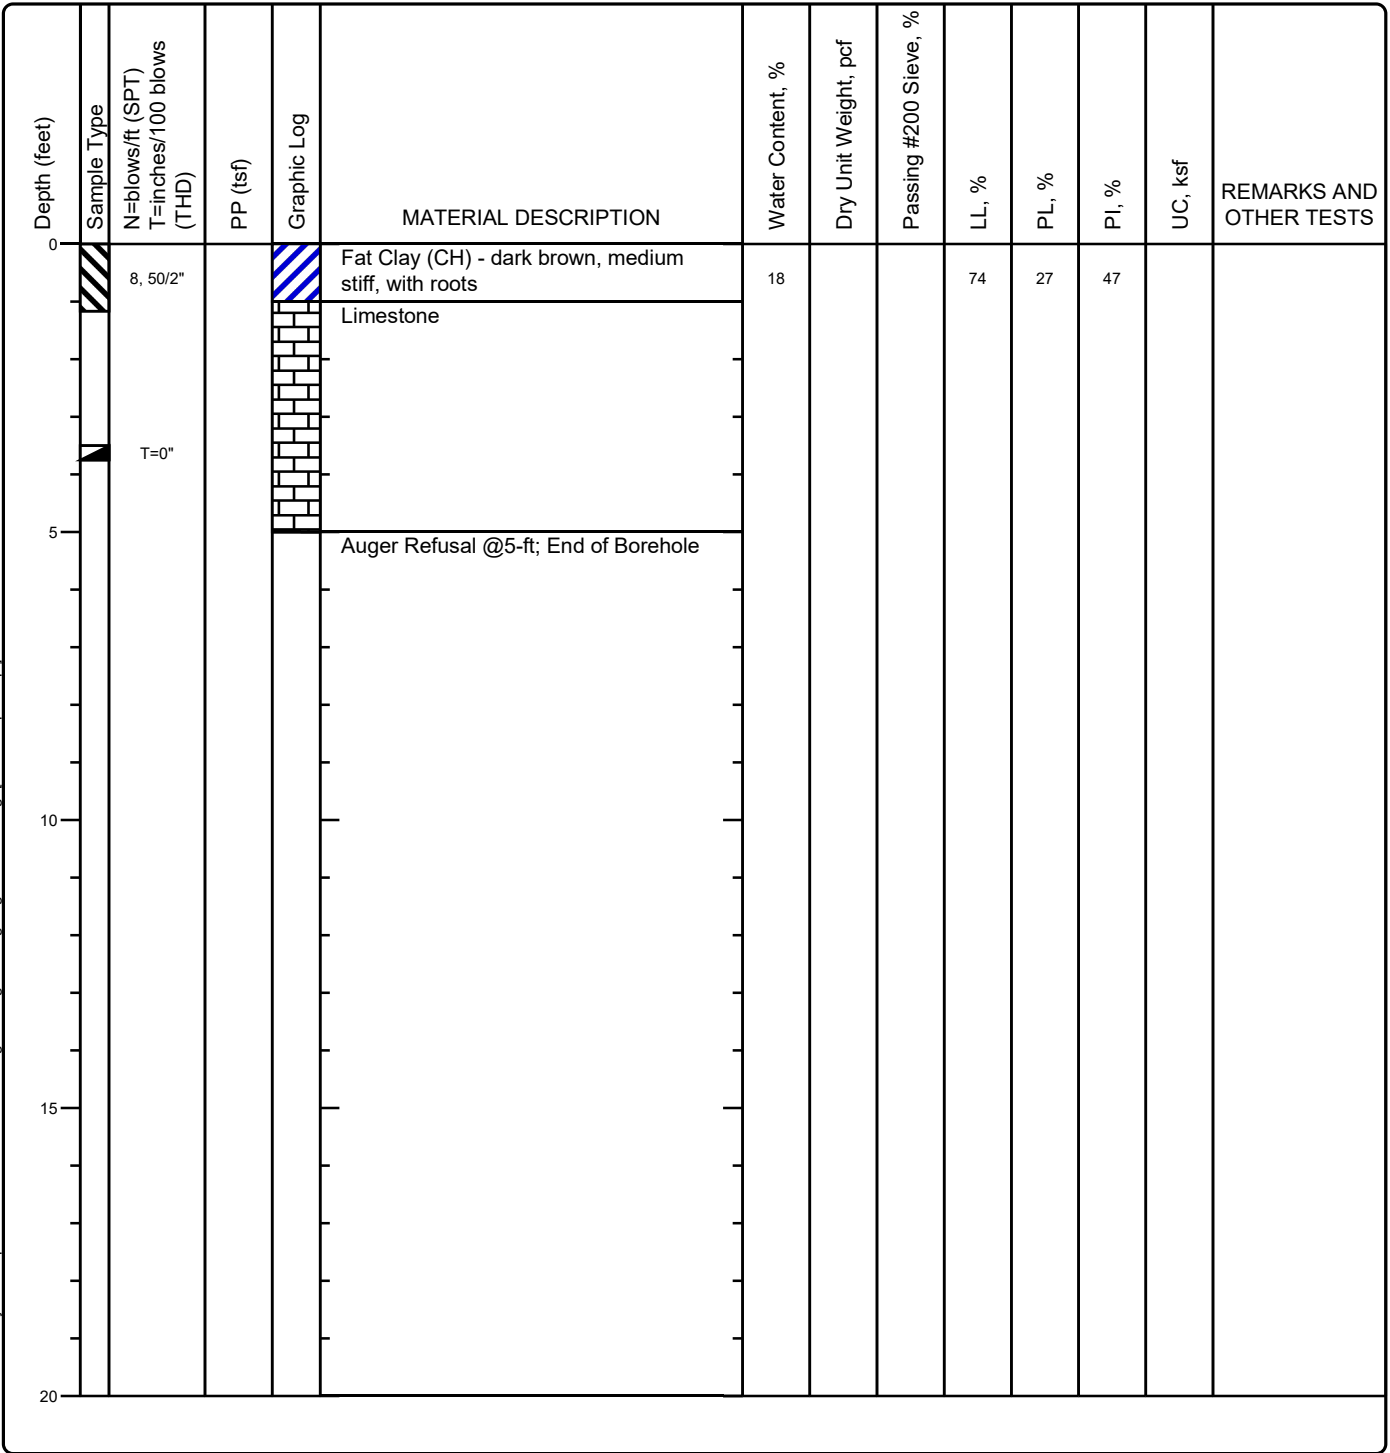 Depth (feet)
Sample Type
N=blows/ft (SPT)
T=inches/100 blows
(THD)
PP (tsf)
Graphic Log
MATERIAL DESCRIPTION
Water Content, %
Dry Unit Weight, pcf
Passing #200 Sieve, %
LL, %
PL, %
PI, %
UC, ksf
REMARKS AND
OTHER TESTS
0
8, 50/2"
Fat Clay (CH) - dark brown, medium
stiff, with roots
18
74
27
47
Limestone
T=0"
5
Auger Refusal @5-ft; End of Borehole
10
15
20